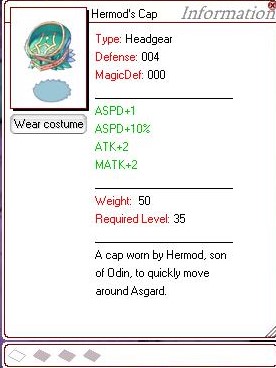 Hermod's Cap
Information
Type: Headgear
Defense: 004
MagicDef: 000
ASPD+1
ASPD+10%
ATK+2
MATK+2
Wear costume
Weight: 50
Required Level: 35
A cap worn by Hermod, son
of Odin, to quickly move
around Asgard.